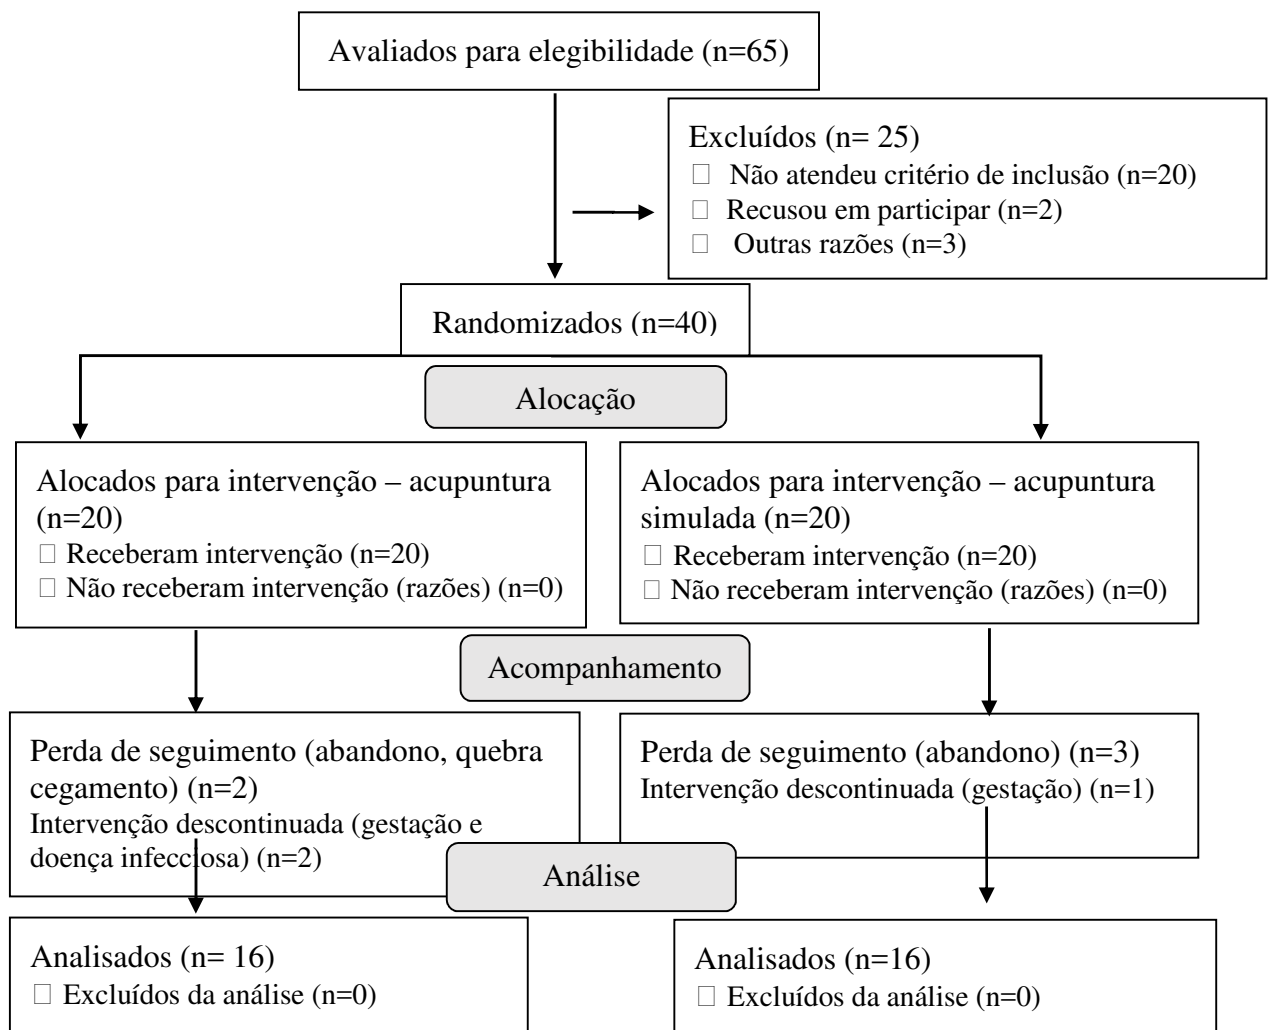 Avaliados para elegibilidade (n=65)
Excluídos (n= 25)
□ Não atendeu critério de inclusão (n=20)
□ Recusou em participar (n=2)
□ Outras razões (n=3)
Randomizados (n=40)
Alocação
Alocados para intervenção – acupuntura
(n=20)
□ Receberam intervenção (n=20)
□ Não receberam intervenção (razões) (n=0)
Alocados para intervenção – acupuntura
simulada (n=20)
□ Receberam intervenção (n=20)
□ Não receberam intervenção (razões) (n=0)
Acompanhamento
Perda de seguimento (abandono, quebra
cegamento) (n=2)
Intervenção descontinuada (gestação e
doença infecciosa) (n=2)
Perda de seguimento (abandono) (n=3)
Intervenção descontinuada (gestação) (n=1)
Análise
Analisados (n= 16)
□ Excluídos da análise (n=0)
Analisados (n=16)
□ Excluídos da análise (n=0)